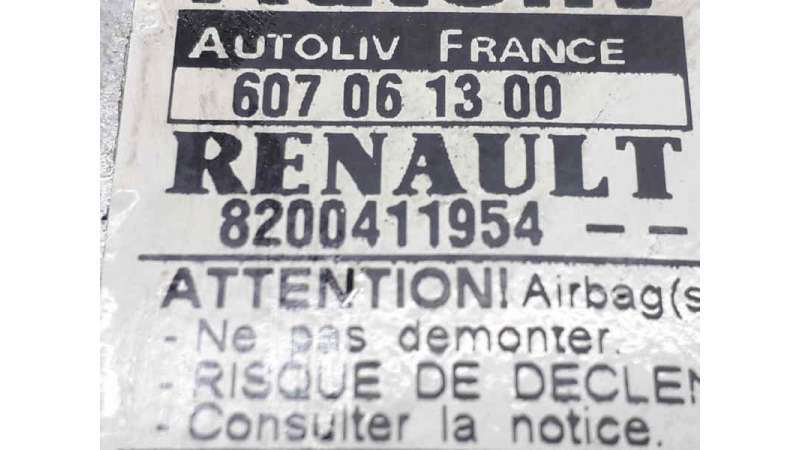 AUTOLIV FRANCE
607 06 13 00
RENAULT
8200411954 --
ATTENTION! Airbag(s
- Ne pas demonter.
- RISQUE DE DECLEN
- Consulter la notice.